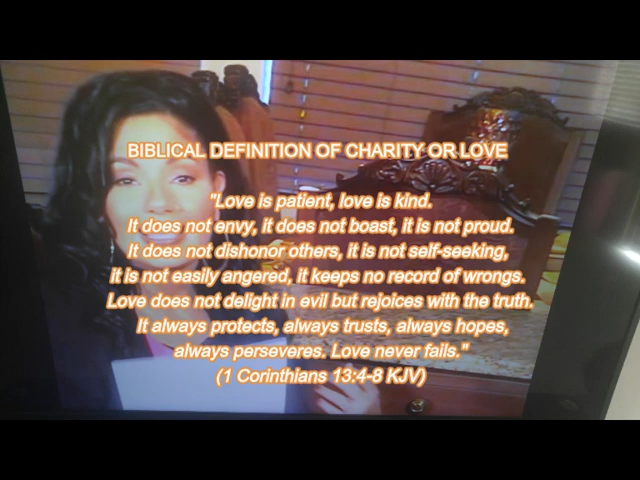 BIBLICAL DEFINITION OF CHARITY OR LOVE
"Love is patient, love is kind.
It does not envy, it does not boast, it is not proud.
It does not dishonor others, it is not self-seeking,
it is not easily angered, it keeps no record of wrongs.
Love does not delight in evil but rejoices with the truth.
It always protects, always trusts, always hopes,
always perseveres. Love never fails."
(1 Corinthians 13:4-8 KJV)